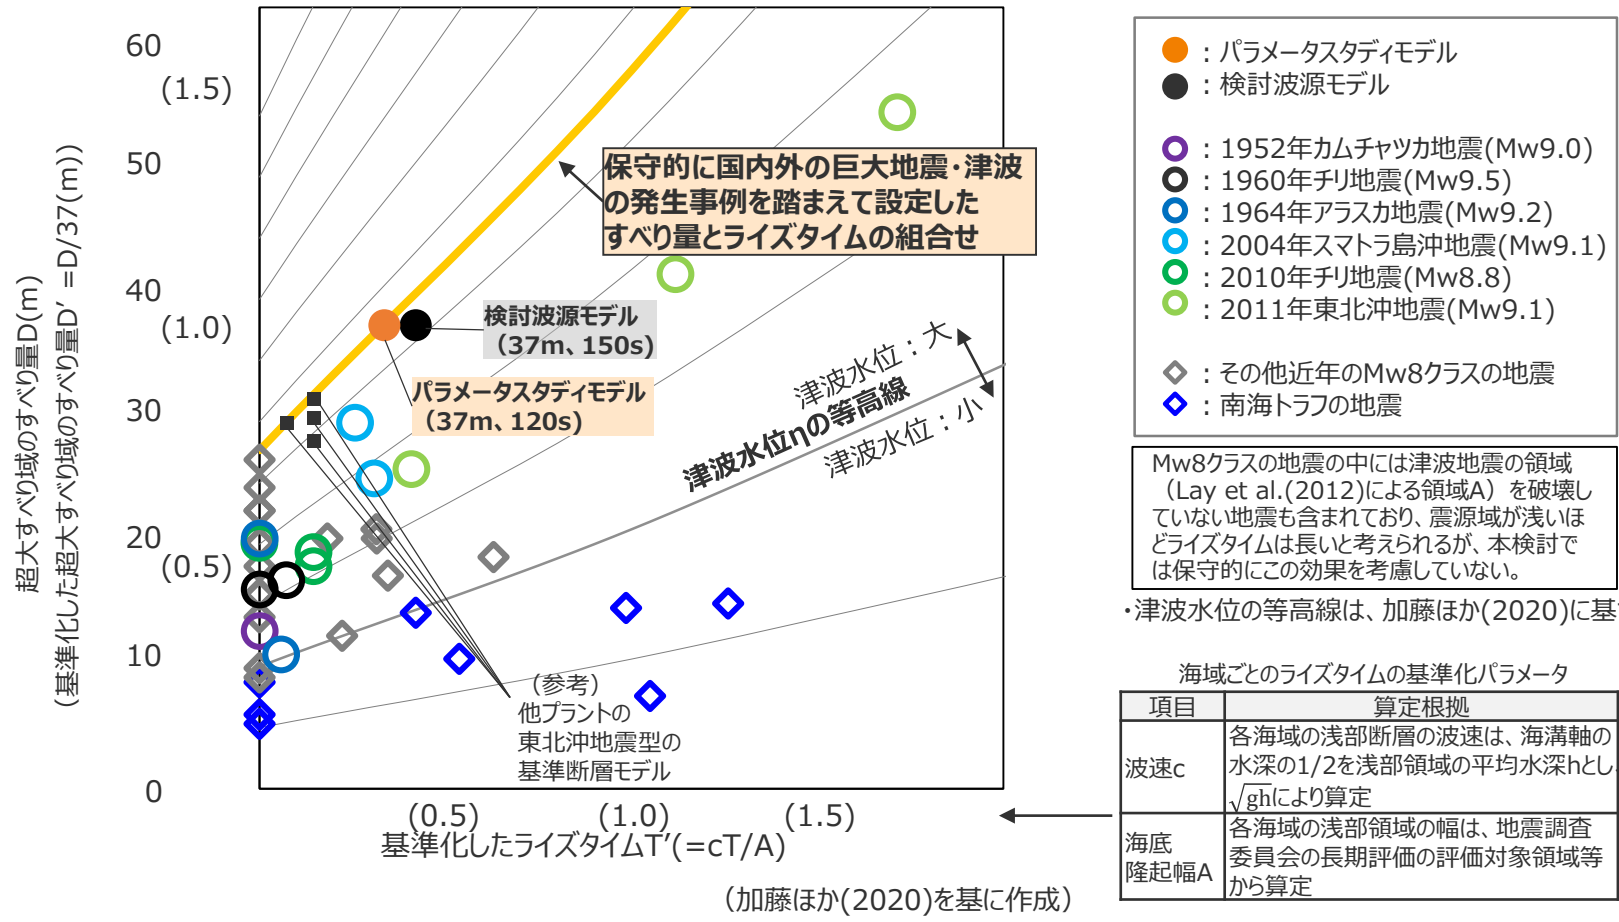 超大すべり域のすべり量D(m)
(基準化した超大すべり域のすべり量D’ =D/37(m))
60
(1.5)
50
40
(1.0)
30
20
(0.5)
10
0
(0.5)
(1.0)
(1.5)
基準化したライズタイムT’(=cT/A)
(加藤ほか(2020)を基に作成)
保守的に国内外の巨大地震・津波
の発生事例を踏まえて設定した
すべり量とライズタイムの組合せ
検討波源モデル
(37m、150s)
パラメータスタディモデル
(37m、120s)
津波水位:大
津波水位ηの等高線
津波水位:小
(参考)
他プラントの
東北沖地震型の
基準断層モデル
:パラメータスタディモデル
:検討波源モデル
:1952年カムチャツカ地震(Mw9.0)
:1960年チリ地震(Mw9.5)
:1964年アラスカ地震(Mw9.2)
:2004年スマトラ島沖地震(Mw9.1)
:2010年チリ地震(Mw8.8)
:2011年東北沖地震(Mw9.1)
:その他近年のMw8クラスの地震
:南海トラフの地震
Mw8クラスの地震の中には津波地震の領域
(Lay et al.(2012)による領域A)を破壊し
ていない地震も含まれており、震源域が浅いほ
どライズタイムは長いと考えられるが、本検討で
は保守的にこの効果を考慮していない。
・津波水位の等高線は、加藤ほか(2020)に基
海域ごとのライズタイムの基準化パラメータ
項目 算定根拠
波速c
各海域の浅部断層の波速は、海溝軸の
水深の1/2を浅部領域の平均水深hとし、
√ghにより算定
海底
隆起幅A
各海域の浅部領域の幅は、地震調査
委員会の長期評価の評価対象領域等
から算定